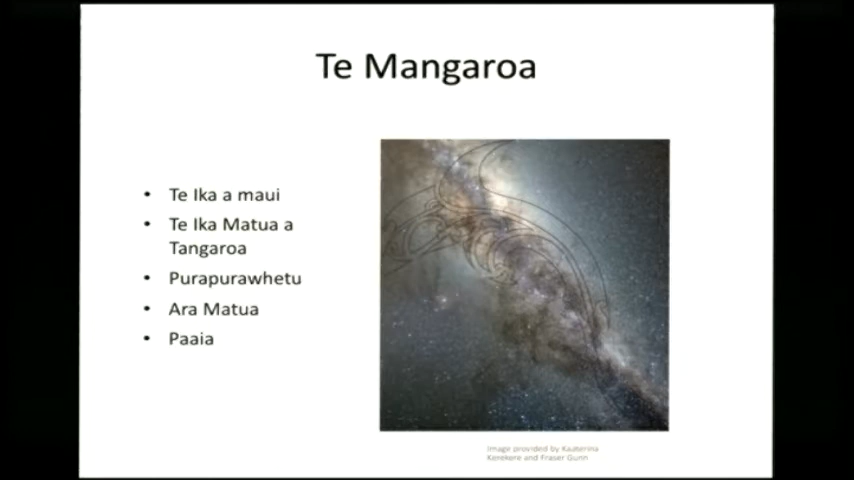 Te Mangaroa
• Te Ika a maui
• Te Ika Matua a
Tangaroa
• Purapurawhetu
• Ara Matua
• Paaia
Image provided by Kaaterina
Kerekere and Fraser Gunn